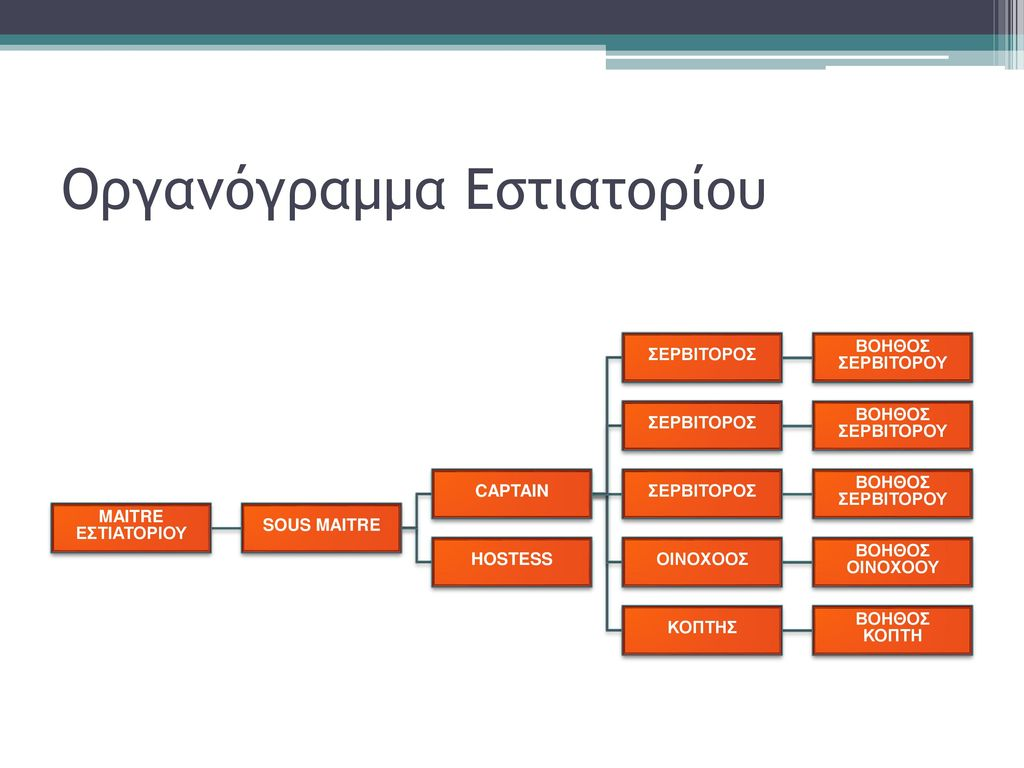 Οργανόγραμμα Εστιατορίου
ΣΕΡΒΙΤΟΡΟΣ
ΒΟΗΘΟΣ
ΣΕΡΒΙΤΟΡΟΥ
ΣΕΡΒΙΤΟΡΟΣ
ΒΟΗΘΟΣ
ΣΕΡΒΙΤΟΡΟΥ
CAPTAIN
ΣΕΡΒΙΤΟΡΟΣ
ΒΟΗΘΟΣ
ΣΕΡΒΙΤΟΡΟΥ
MAITRE
ΕΣΤΙΑΤΟΡΙΟΥ
SOUS MAITRE
HOSTESS
ΟΙΝΟΧΟΟΣ
ΒΟΗΘΟΣ
ΟΙΝΟΧΟΟΥ
ΚΟΠΤΗΣ
ΒΟΗΘΟΣ
ΚΟΠΤΗ